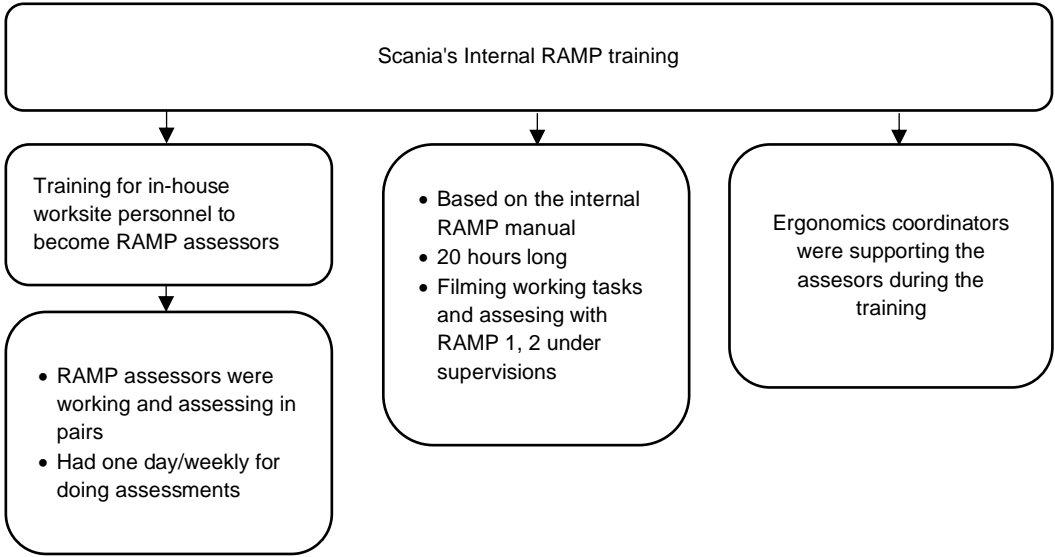 Scania's Internal RAMP training
Training for in-house
worksite personnel to
become RAMP assessors
• RAMP assessors were
working and assessing in
pairs
• Had one day/weekly for
doing assessments
• Based on the internal
RAMP manual
• 20 hours long
• Filming working tasks
and assesing with
RAMP 1, 2 under
supervisions
Ergonomics coordinators
were supporting the
assesors during the
training